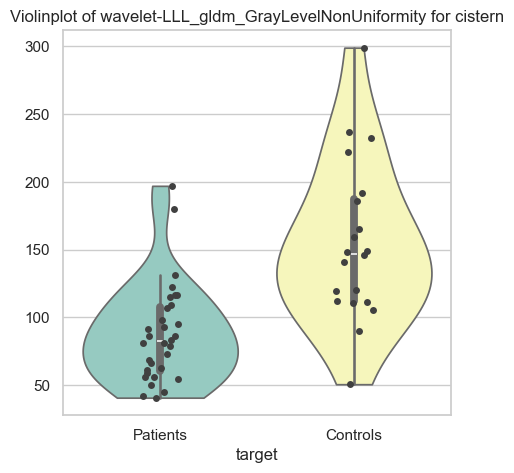 Violinplot of wavelet-LLL_gldm_GrayLevelNonUniformity for cistern
300
250
200
150
100
50
Patients Controls
target